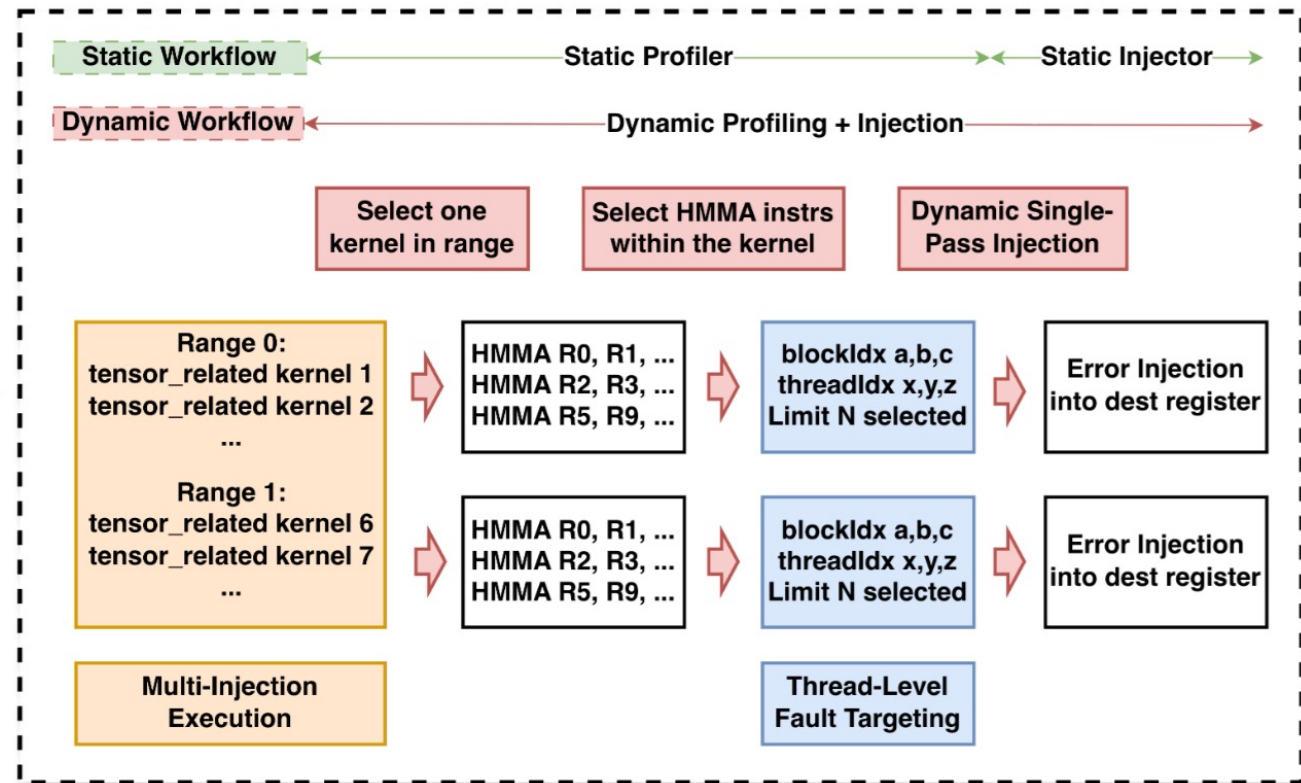 Static Workflow
Static Profiler
Static Injector
Dynamic Workflow
Dynamic Profiling + Injection
Select one
kernel in range
Select HMMA instrs
within the kernel
Dynamic Single-
Pass Injection
Range 0:
tensor_related kernel 1
tensor_related kernel 2
...
Range 1:
tensor_related kernel 6
tensor_related kernel 7
...
HMMA R0, R1, ...
HMMA R2, R3, ...
HMMA R5, R9, ...
blockIdx a,b,c
threadIdx x,y,z
Limit N selected
Error Injection
into dest register
HMMA R0, R1, ...
HMMA R2, R3, ...
HMMA R5, R9, ...
blockIdx a,b,c
threadIdx x,y,z
Limit N selected
Error Injection
into dest register
Multi-Injection
Execution
Thread-Level
Fault Targeting